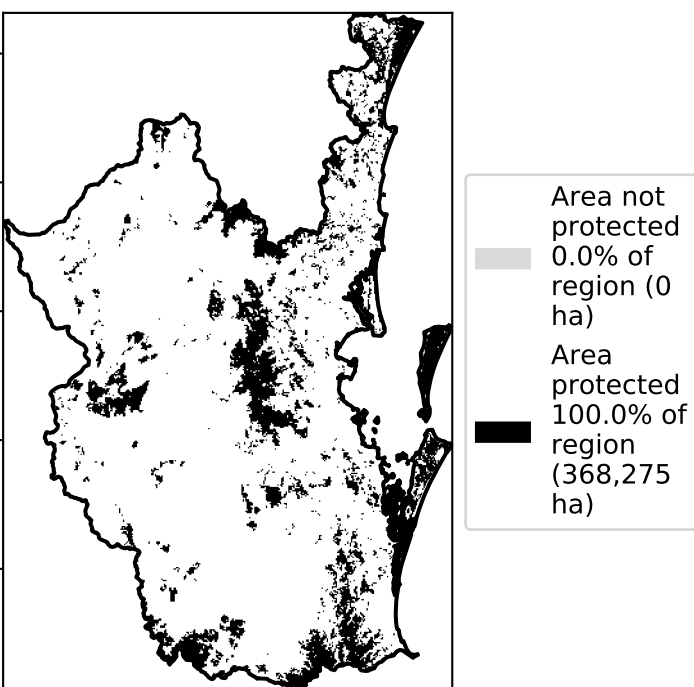 Area not
protected
0.0% of
region (0
ha)
Area
protected
100.0% of
region
(368,275
ha)